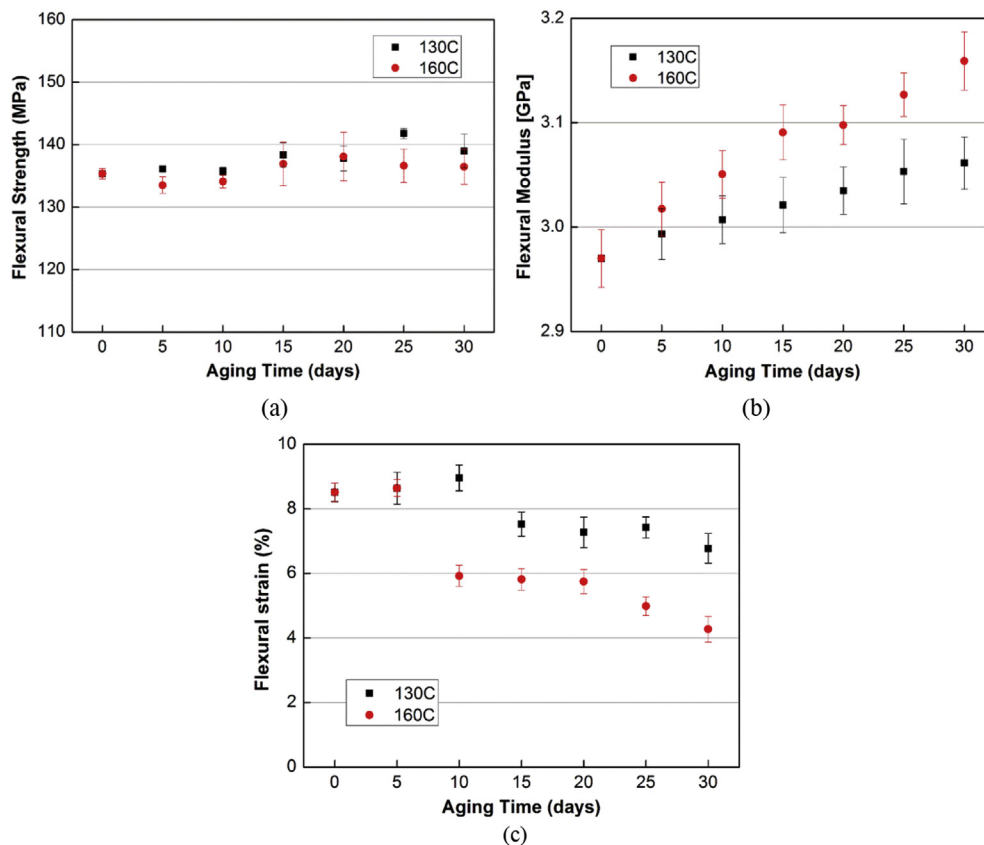 160
150
140
130
120
110
Flexural Strength (MPa)
130C
160C
0 5 10 15 20 25 30
Aging Time (days)
(a)
3.2
3.1
3.0
2.9
Flexural Modulus [GPa]
130C
160C
0 5 10 15 20 25 30
Aging Time (days)
(b)
10
8
6
4
2
0
Flexural strain (%)
130C
160C
0 5 10 15 20 25 30
Aging Time (days)
(c)